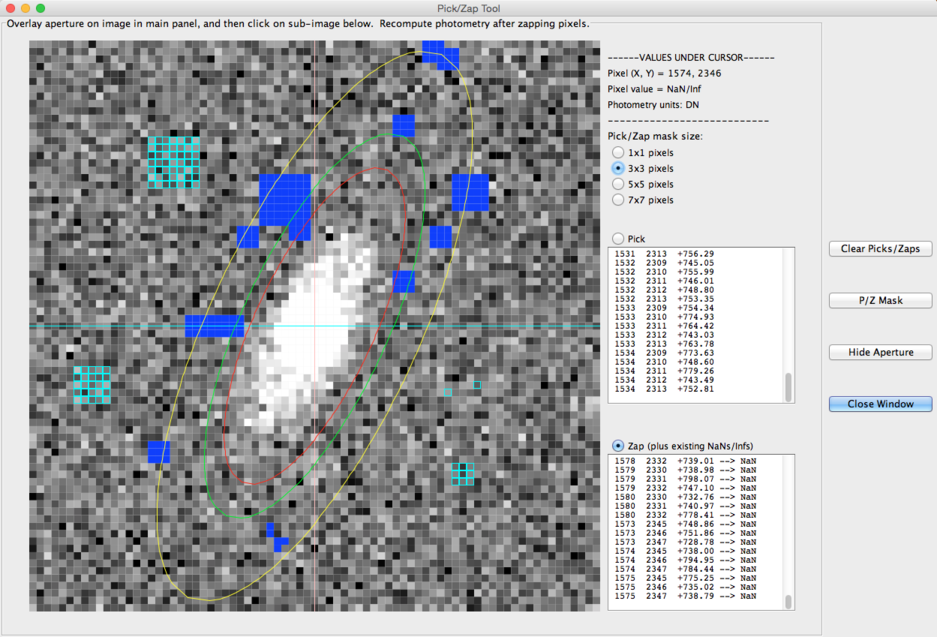 Pick/Zap Tool
Overlay aperture on image in main panel, and then click on sub-image below.  Recompute photometry after zapping pixels.
------VALUES UNDER CURSOR------
Pixel (X, Y) = 1574, 2346
Pixel value = NaN/Inf
Photometry units: DN
----------------------------
Pick/Zap mask size:
1x1 pixels
3x3 pixels
5x5 pixels
7x7 pixels
Pick
1531 2313 +756.29
1532 2309 +745.05
1532 2310 +755.99
1532 2311 +746.01
1532 2312 +748.80
1532 2313 +753.35
1533 2309 +754.34
1533 2310 +774.93
1533 2311 +764.42
1533 2312 +743.03
1533 2313 +763.78
1534 2309 +773.63
1534 2310 +748.60
1534 2311 +779.26
1534 2312 +743.49
1534 2313 +752.81
Zap (plus existing NaNs/Infs)
1578 2332 +739.01 --> NaN
1579 2330 +738.98 --> NaN
1579 2331 +798.07 --> NaN
1579 2332 +747.10 --> NaN
1580 2330 +732.76 --> NaN
1580 2331 +740.97 --> NaN
1580 2332 +778.41 --> NaN
1573 2345 +748.86 --> NaN
1573 2346 +751.86 --> NaN
1573 2347 +728.78 --> NaN
1574 2345 +738.00 --> NaN
1574 2346 +794.95 --> NaN
1574 2347 +784.44 --> NaN
1575 2345 +775.25 --> NaN
1575 2346 +735.02 --> NaN
1575 2347 +738.79 --> NaN
Clear Picks/Zaps
P/Z Mask
Hide Aperture
Close Window